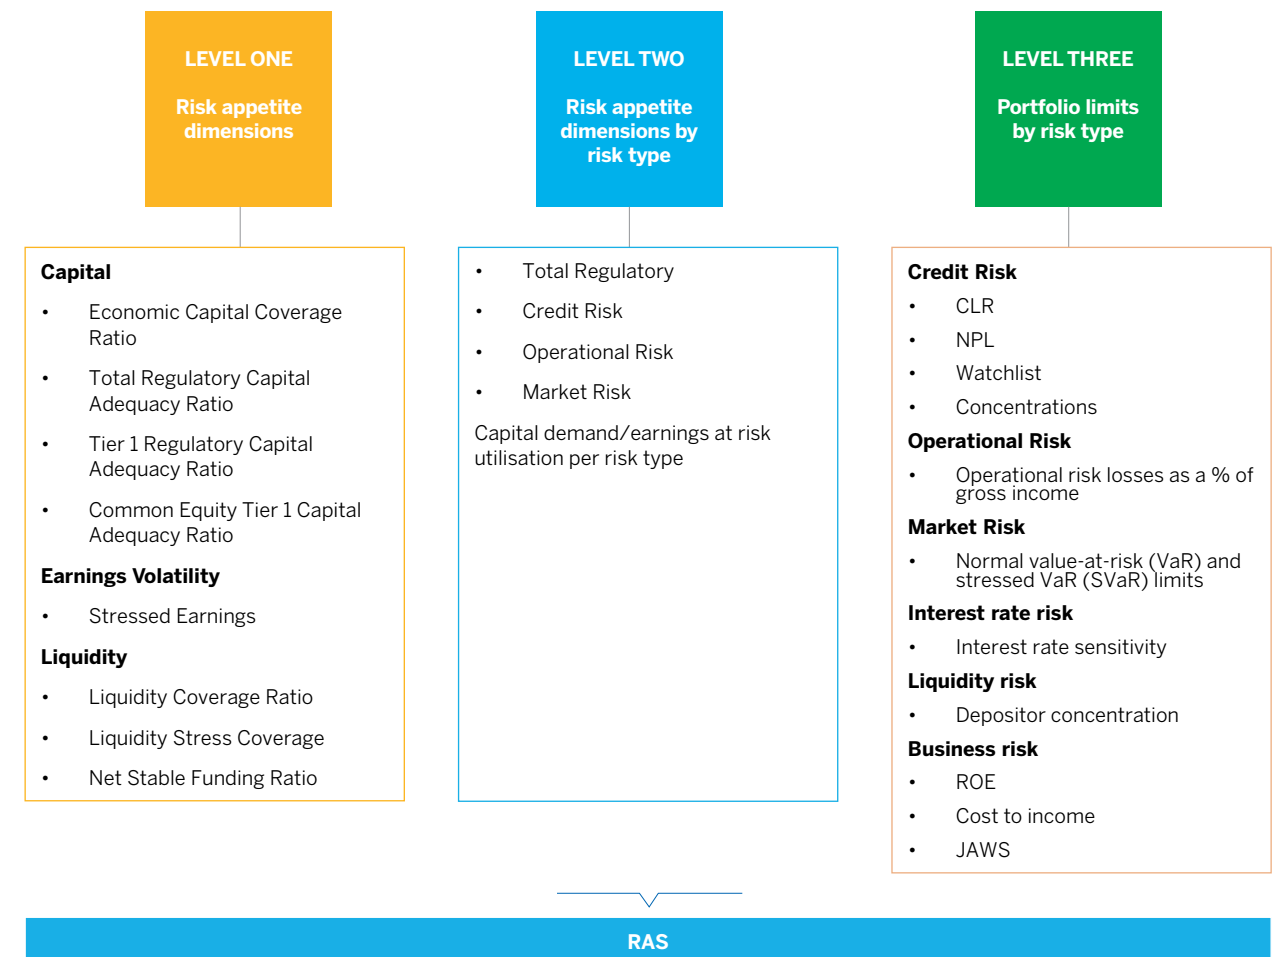 LEVEL ONE
Risk appetite
dimensions
LEVEL TWO
Risk appetite
dimensions by
risk type
LEVEL THREE
Portfolio limits
by risk type
Capital
• Economic Capital Coverage
Ratio
• Total Regulatory Capital
Adequacy Ratio
• Tier 1 Regulatory Capital
Adequacy Ratio
• Common Equity Tier 1 Capital
Adequacy Ratio
Earnings Volatility
• Stressed Earnings
Liquidity
• Liquidity Coverage Ratio
• Liquidity Stress Coverage
• Net Stable Funding Ratio
• Total Regulatory
• Credit Risk
• Operational Risk
• Market Risk
Capital demand/earnings at risk
utilisation per risk type
Credit Risk
• CLR
• NPL
• Watchlist
• Concentrations
Operational Risk
• Operational risk losses as a % of
gross income
Market Risk
• Normal value-at-risk (VaR) and
stressed VaR (SVaR) limits
Interest rate risk
• Interest rate sensitivity
Liquidity risk
• Depositor concentration
Business risk
• ROE
• Cost to income
• JAWS
RAS